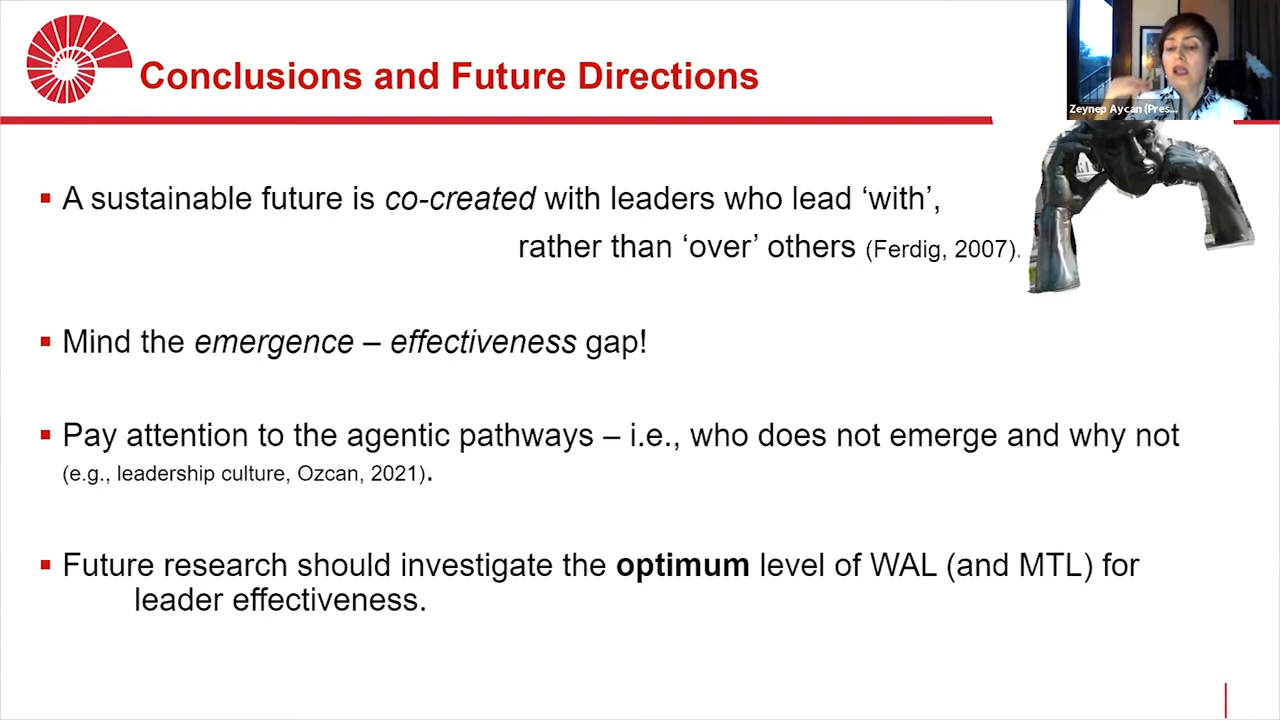 Conclusions and Future Directions
Zeynep Aycan (Pres...
▪ A sustainable future is co-created with leaders who lead ‘with’,
rather than ‘over’ others (Ferdig, 2007).
▪ Mind the emergence – effectiveness gap!
▪ Pay attention to the agentic pathways – i.e., who does not emerge and why not
(e.g., leadership culture, Ozcan, 2021).
▪ Future research should investigate the optimum level of WAL (and MTL) for
leader effectiveness.